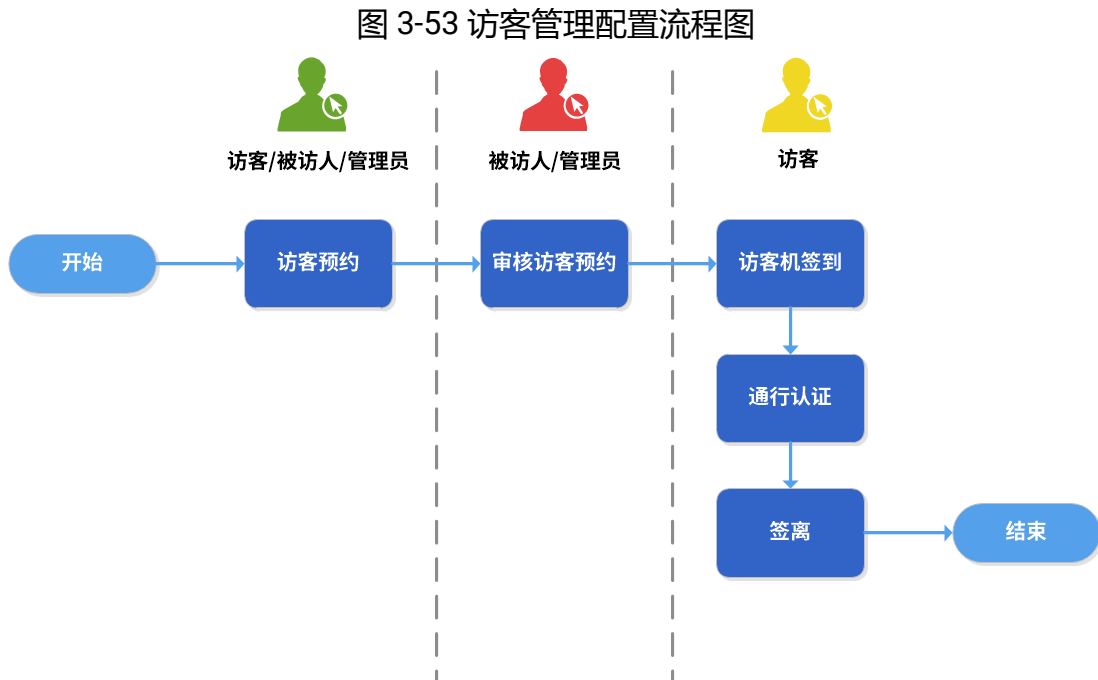 图 3-53 访客管理配置流程图
访客/被访人/管理员
被访人/管理员
访客
开始
访客预约
审核访客预约
访客机签到
通行认证
签离
结束